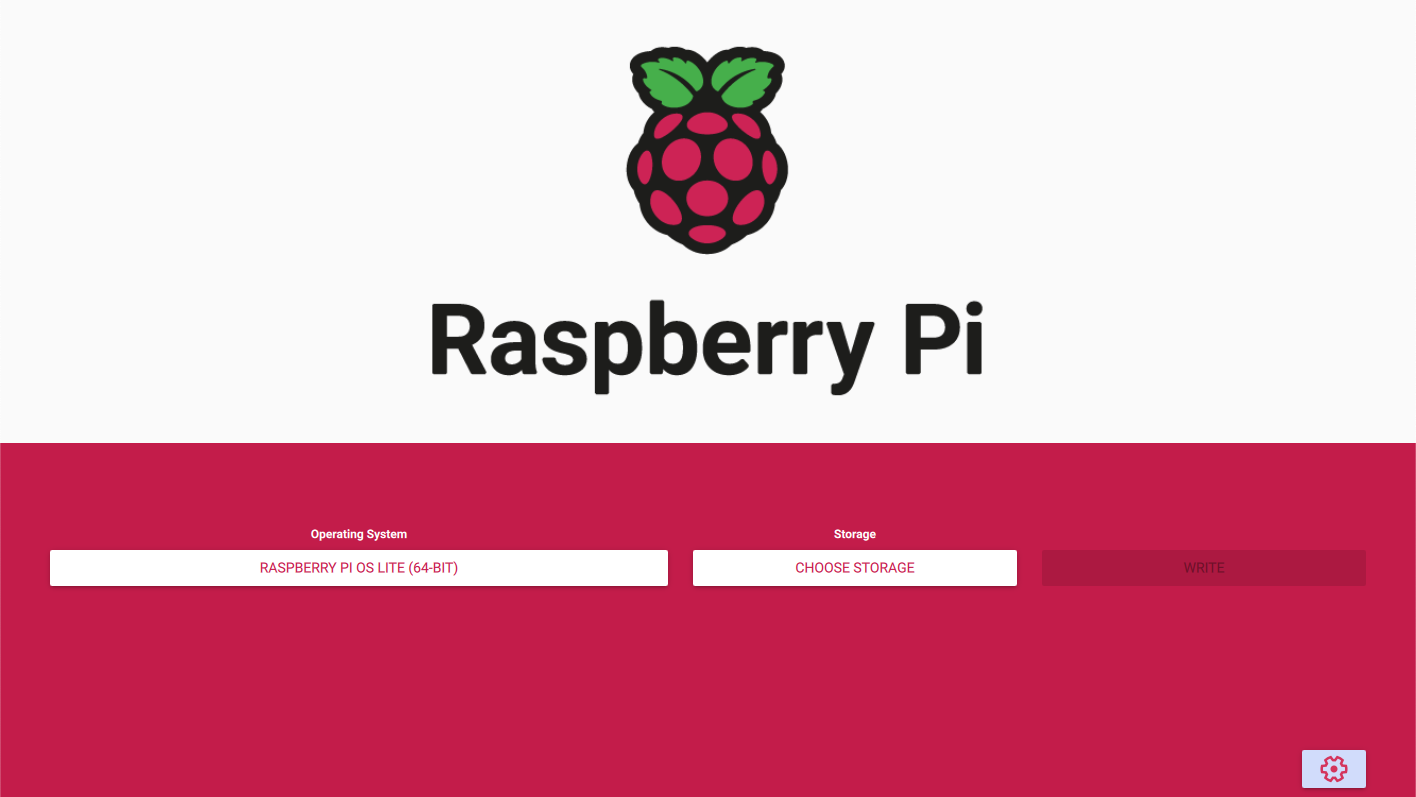 Raspberry Pi
Operating System
Storage
RASPBERRY PI OS LITE (64-BIT)
CHOOSE STORAGE
WRITE